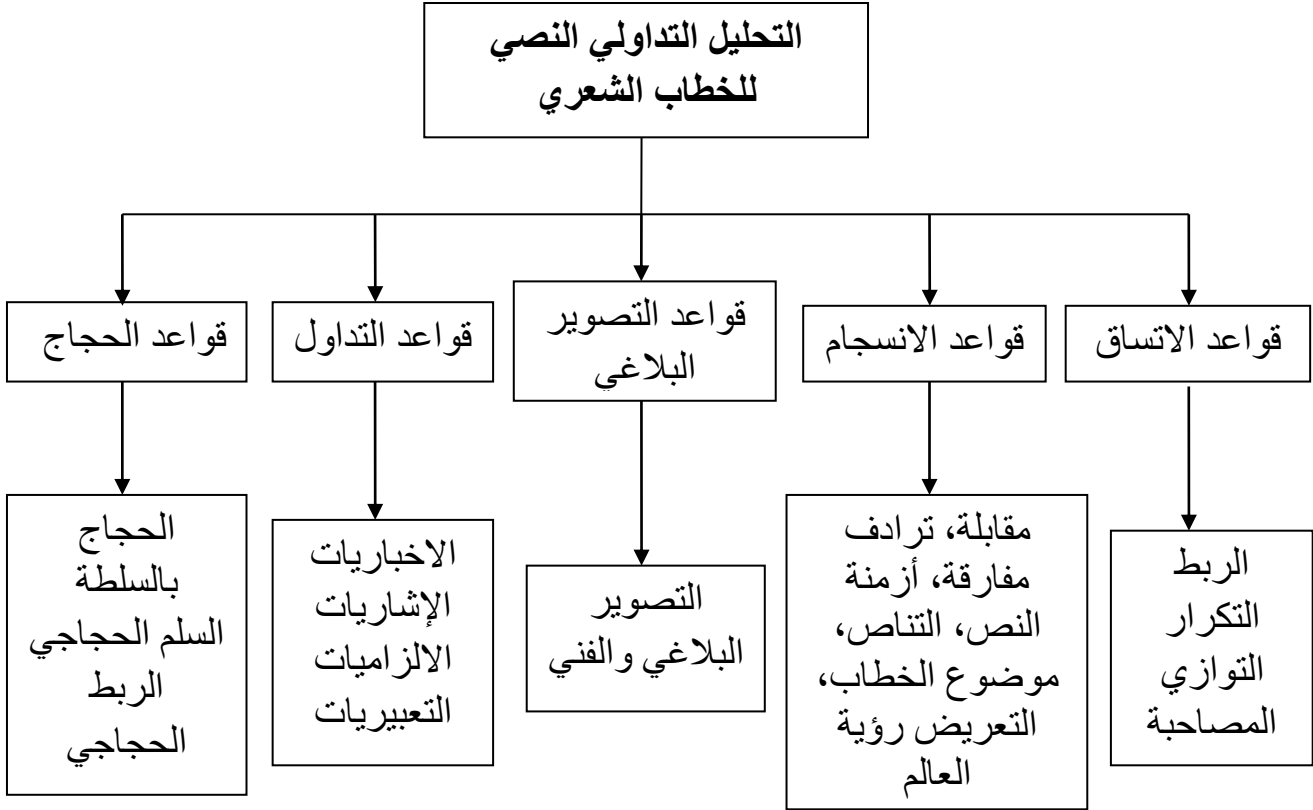 التحليل التداولي النصي
للخطاب الشعري
قواعد الاتساق
قواعد الانسجام
قواعد التصوير
البلاغي
قواعد التداول
قواعد الحجاج
الربط
التكرار
التوازي
المصاحبة
مقابلة، ترادف
مفارقة، أزمنة
النص، التناص،
موضوع الخطاب،
التعريض رؤية
العالم
التصوير
البلاغي والفني
الاخباريات
الإشاريات
الالزاميات
التعبيريات
الحجاج
بالسلطة
السلم الحجاجي
الربط
الحجاجي